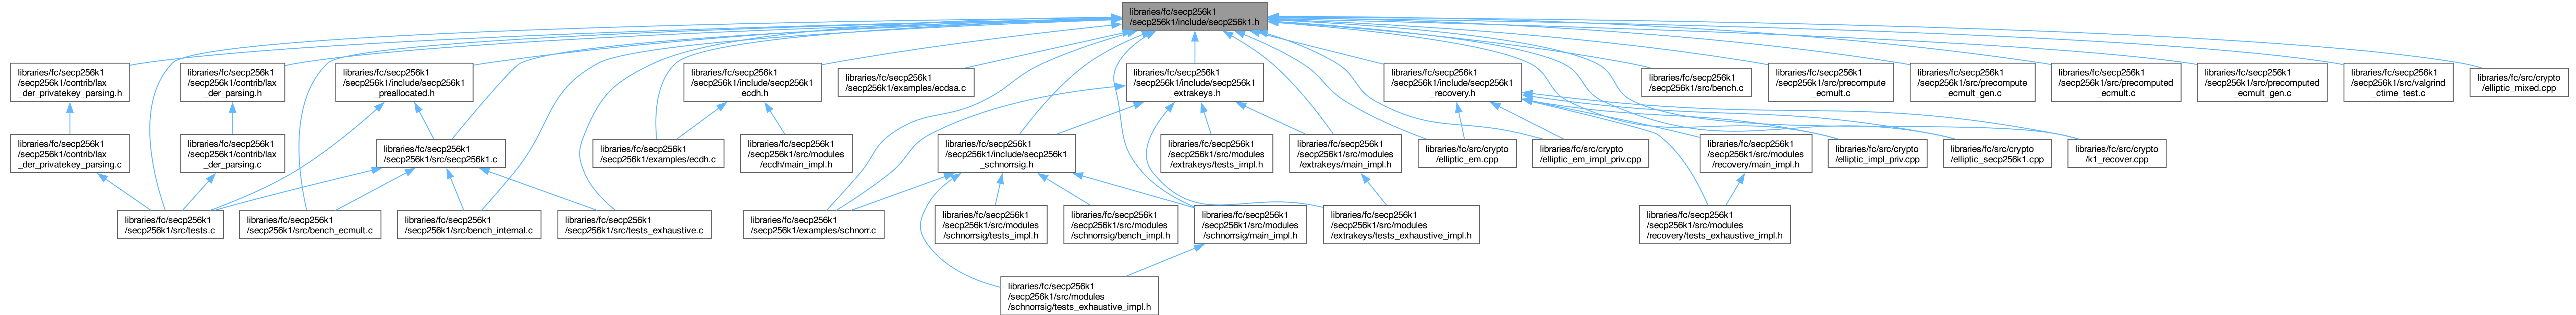 libraries/fc/secp256k1
/secp256k1/include/secp256k1.h
libraries/fc/secp256k1
/secp256k1/contrib/lax
_der_privatekey_parsing.h
libraries/fc/secp256k1
/secp256k1/contrib/lax
_der_parsing.h
libraries/fc/secp256k1
/secp256k1/include/secp256k1
_preallocated.h
libraries/fc/secp256k1
/secp256k1/include/secp256k1
_ecdh.h
libraries/fc/secp256k1
/secp256k1/examples/ecdsa.c
libraries/fc/secp256k1
/secp256k1/include/secp256k1
_extrakeys.h
libraries/fc/secp256k1
/secp256k1/include/secp256k1
_recovery.h
libraries/fc/secp256k1
/secp256k1/src/bench.c
libraries/fc/secp256k1
/secp256k1/src/precompute
_ecmult.c
libraries/fc/secp256k1
/secp256k1/src/precompute
_ecmult_gen.c
libraries/fc/secp256k1
/secp256k1/src/precomputed
_ecmult.c
libraries/fc/secp256k1
/secp256k1/src/precomputed
_ecmult_gen.c
libraries/fc/secp256k1
/secp256k1/src/valgrind
_ctime_test.c
libraries/fc/src/crypto
/elliptic_mixed.cpp
libraries/fc/secp256k1
/secp256k1/contrib/lax
_der_privatekey_parsing.c
libraries/fc/secp256k1
/secp256k1/contrib/lax
_der_parsing.c
libraries/fc/secp256k1
/secp256k1/src/secp256k1.c
libraries/fc/secp256k1
/secp256k1/examples/ecdh.c
libraries/fc/secp256k1
/secp256k1/src/modules
/ecdh/main_impl.h
libraries/fc/secp256k1
/secp256k1/include/secp256k1
_schnorrsig.h
libraries/fc/secp256k1
/secp256k1/src/modules
/extrakeys/tests_impl.h
libraries/fc/secp256k1
/secp256k1/src/modules
/extrakeys/main_impl.h
libraries/fc/src/crypto
/elliptic_em.cpp
libraries/fc/src/crypto
/elliptic_em_impl_priv.cpp
libraries/fc/secp256k1
/secp256k1/src/modules
/recovery/main_impl.h
libraries/fc/src/crypto
/elliptic_impl_priv.cpp
libraries/fc/src/crypto
/elliptic_secp256k1.cpp
libraries/fc/src/crypto
/k1_recover.cpp
libraries/fc/secp256k1
/secp256k1/src/tests.c
libraries/fc/secp256k1
/secp256k1/src/bench_ecmult.c
libraries/fc/secp256k1
/secp256k1/src/bench_internal.c
libraries/fc/secp256k1
/secp256k1/src/tests_exhaustive.c
libraries/fc/secp256k1
/secp256k1/examples/schnorr.c
libraries/fc/secp256k1
/secp256k1/src/modules
/schnorrsig/tests_impl.h
libraries/fc/secp256k1
/secp256k1/src/modules
/schnorrsig/bench_impl.h
libraries/fc/secp256k1
/secp256k1/src/modules
/schnorrsig/main_impl.h
libraries/fc/secp256k1
/secp256k1/src/modules
/extrakeys/tests_exhaustive_impl.h
libraries/fc/secp256k1
/secp256k1/src/modules
/recovery/tests_exhaustive_impl.h
libraries/fc/secp256k1
/secp256k1/src/modules
/schnorrsig/tests_exhaustive_impl.h